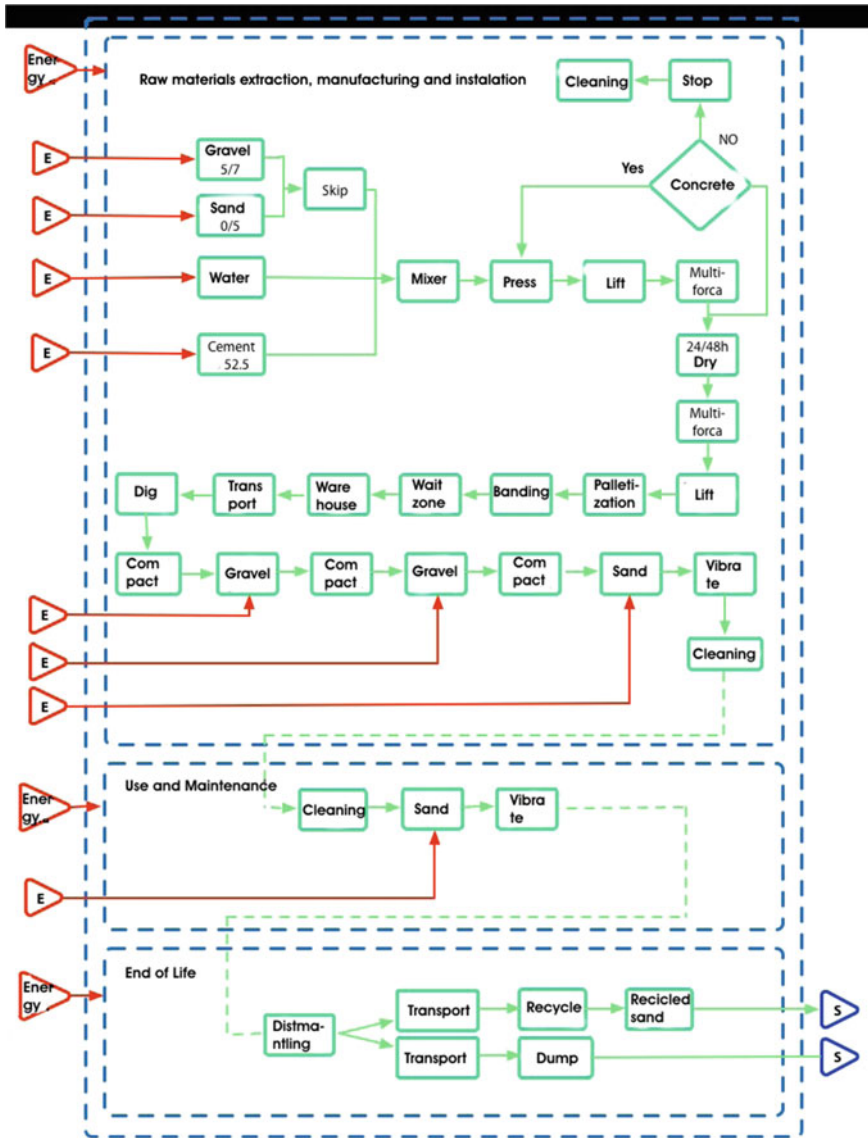 Ener
gy..
Raw materials extraction, manufacturing and instalation
Cleaning
Stop
NO
Yes
Concrete
E
Gravel
5/7
Skip
E
Sand
0/5
E
Water
Mixer
Press
Lift
Multi-
forca
E
Cement
52.5
24/48h
Dry
Multi-
forca
Dig
Trans
port
Ware
house
Wait
zone
Banding
Palleti-
zation
Lift
Com
pact
Gravel
Com
pact
Gravel
Com
pact
Sand
Vibra
te
E
E
Cleaning
E
Use and Maintenance
Ener
gy..
Cleaning
Sand
Vibra
te
E
End of Life
Ener
gy.
Transport
Recycle
Recicled
sand
S
Distma-
ntling
Transport
Dump
S